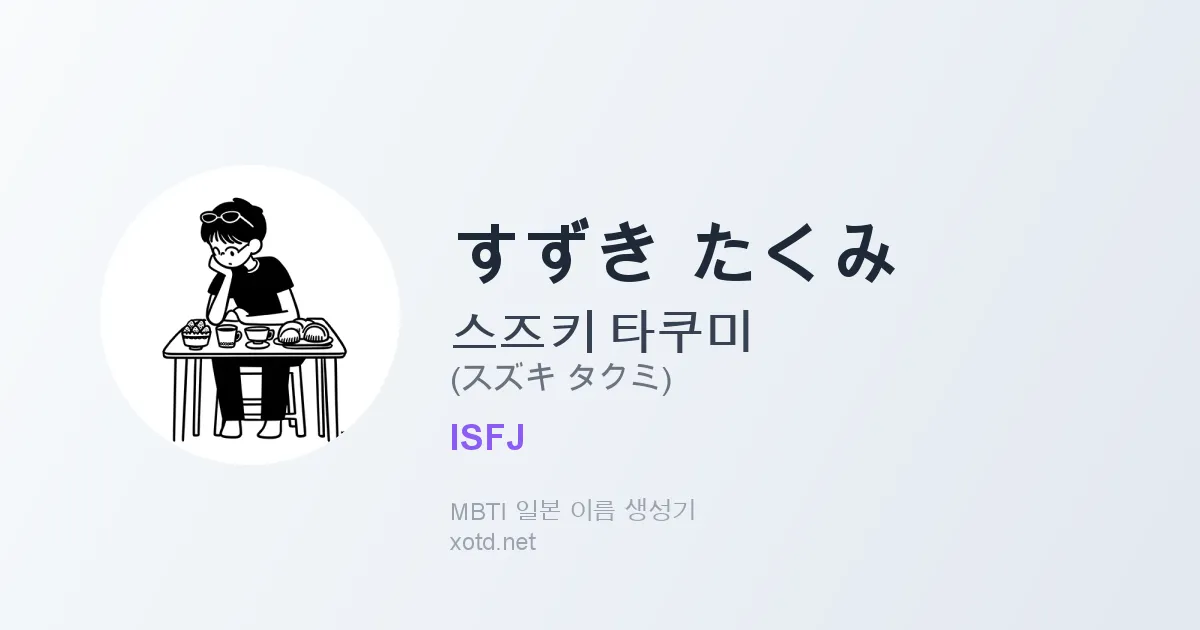 すずき たくみ
스즈키 타쿠미
(スズキ タクミ)
ISFJ
MBTI 일본 이름 생성기
xotd.net